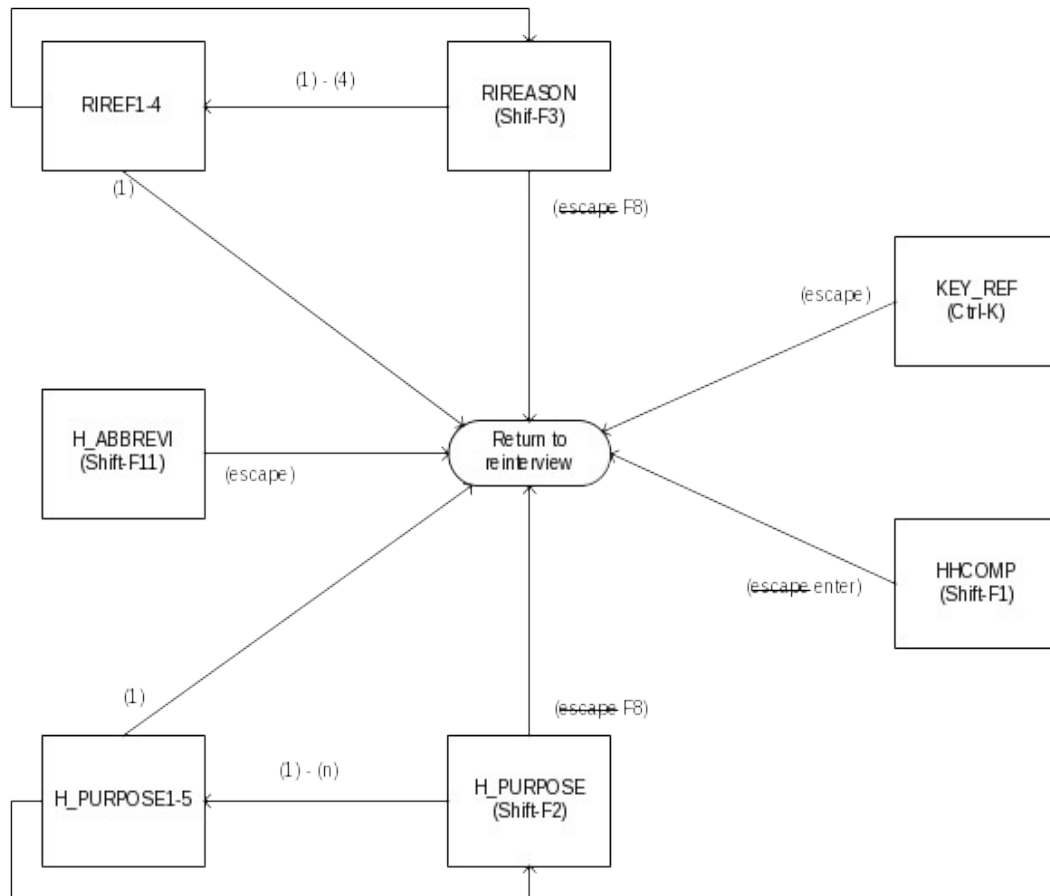 (1) - (4)
RIREF1-4
RIREASON
(Shif-F3)
(1)
(escape F8)
KEY_REF
(Ctrl-K)
(escape)
H_ABBREVI
(Shift-F11)
(escape)
Return to
reinterview
HHCOMP
(Shift-F1)
(escape enter)
(1)
(escape F8)
(1) - (n)
H_PURPOSE1-5
H_PURPOSE
(Shift-F2)